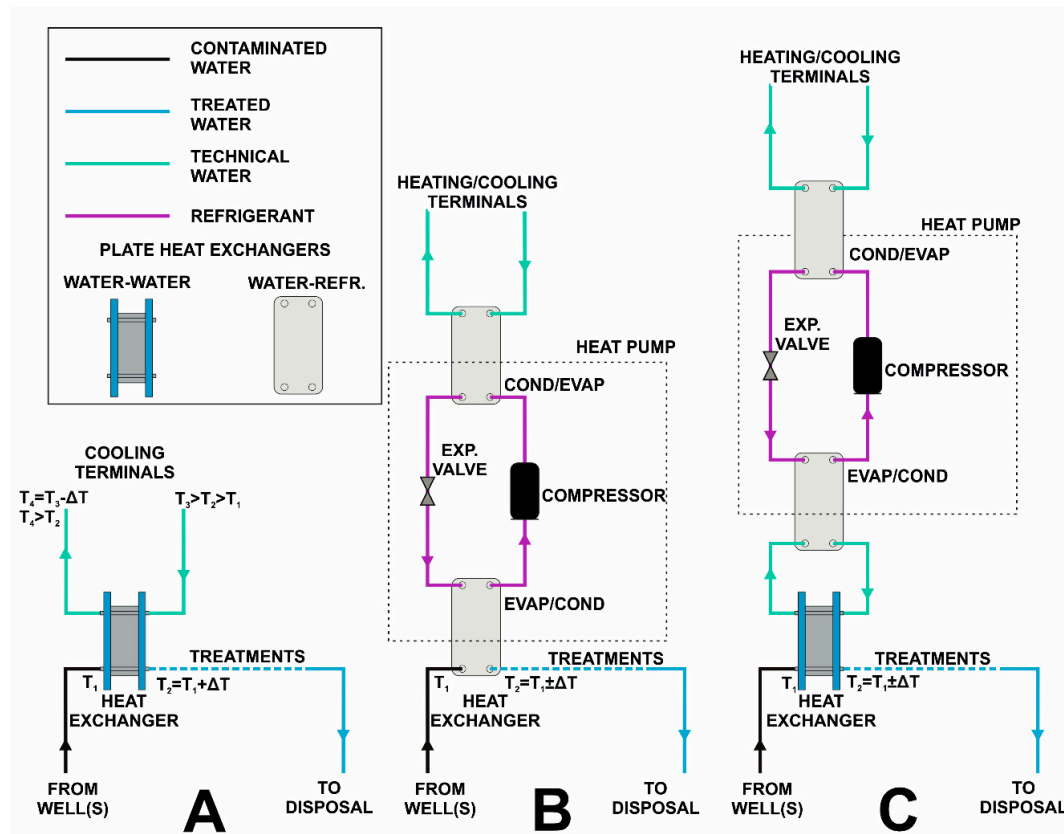 CONTAMINATED
WATER
TREATED
WATER
TECHNICAL
WATER
REFRIGERANT
PLATE HEAT EXCHANGERS
WATER-WATER
WATER-REFR.
COOLING
TERMINALS
T₄=T₃-ΔT
T₄>T₂
T₃>T₂>T₁
TREATMENTS
T₁
T₂=T₁+ΔT
HEAT
EXCHANGER
FROM
WELL(S)
A
TO
DISPOSAL
HEATING/COOLING
TERMINALS
HEAT PUMP
COND/EVAP
EXP.
VALVE
COMPRESSOR
EVAP/COND
TREATMENTS
T₁
T₂=T₁±ΔT
HEAT
EXCHANGER
FROM
WELL(S)
B
TO
DISPOSAL
HEATING/COOLING
TERMINALS
HEAT PUMP
COND/EVAP
EXP.
VALVE
COMPRESSOR
EVAP/COND
TREATMENTS
T₁
T₂=T₁±ΔT
HEAT
EXCHANGER
FROM
WELL(S)
C
TO
DISPOSAL